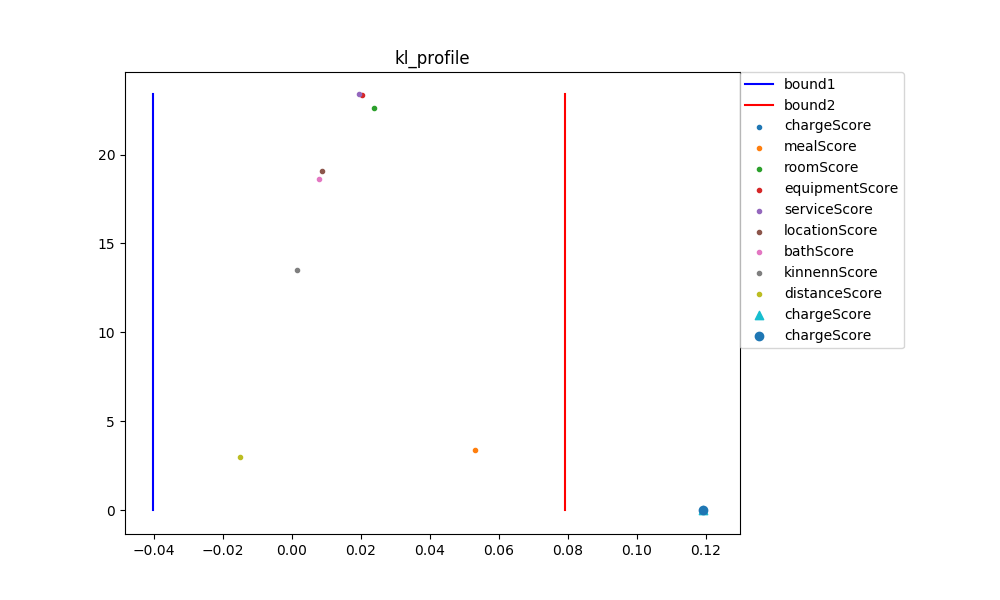 kl_profile
bound1
bound2
chargeScore
mealScore
roomScore
equipmentScore
serviceScore
locationScore
bathScore
kinnennScore
distanceScore
chargeScore
chargeScore
20
15
10
5
0
−0.04 −0.02 0.00 0.02 0.04 0.06 0.08 0.10 0.12